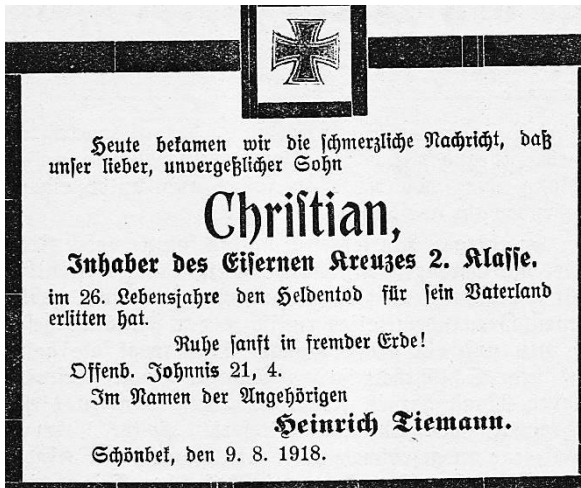 Heute bekamen wir die schmerzliche Nachricht, daß
unser lieber, unvergeßlicher Sohn
Christian,
Inhaber des Eisernen Kreuzes 2. Klasse.
im 26. Lebensjahre den Heldentod für sein Vaterland
erlitten hat.
Ruhe sanft in fremder Erde!
Offenb. Johnnis 21, 4.
Im Namen der Angehörigen
Heinrich Tiemann.
Schönbek, den 9. 8. 1918.